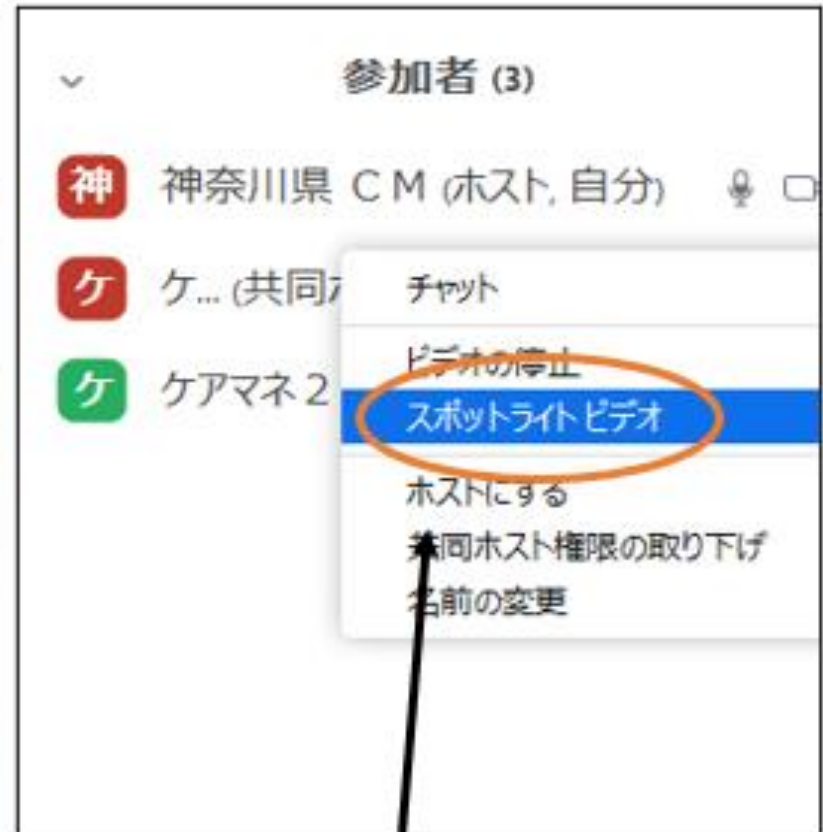 参加者 (3)
神 神奈川県 ＣＭ (ホスト, 自分)
ケ ケ... (共同ホ
チャット
ビデオの停止
ケ ケアマネ２
スポットライト ビデオ
ホストにする
共同ホスト権限の取り下げ
名前の変更